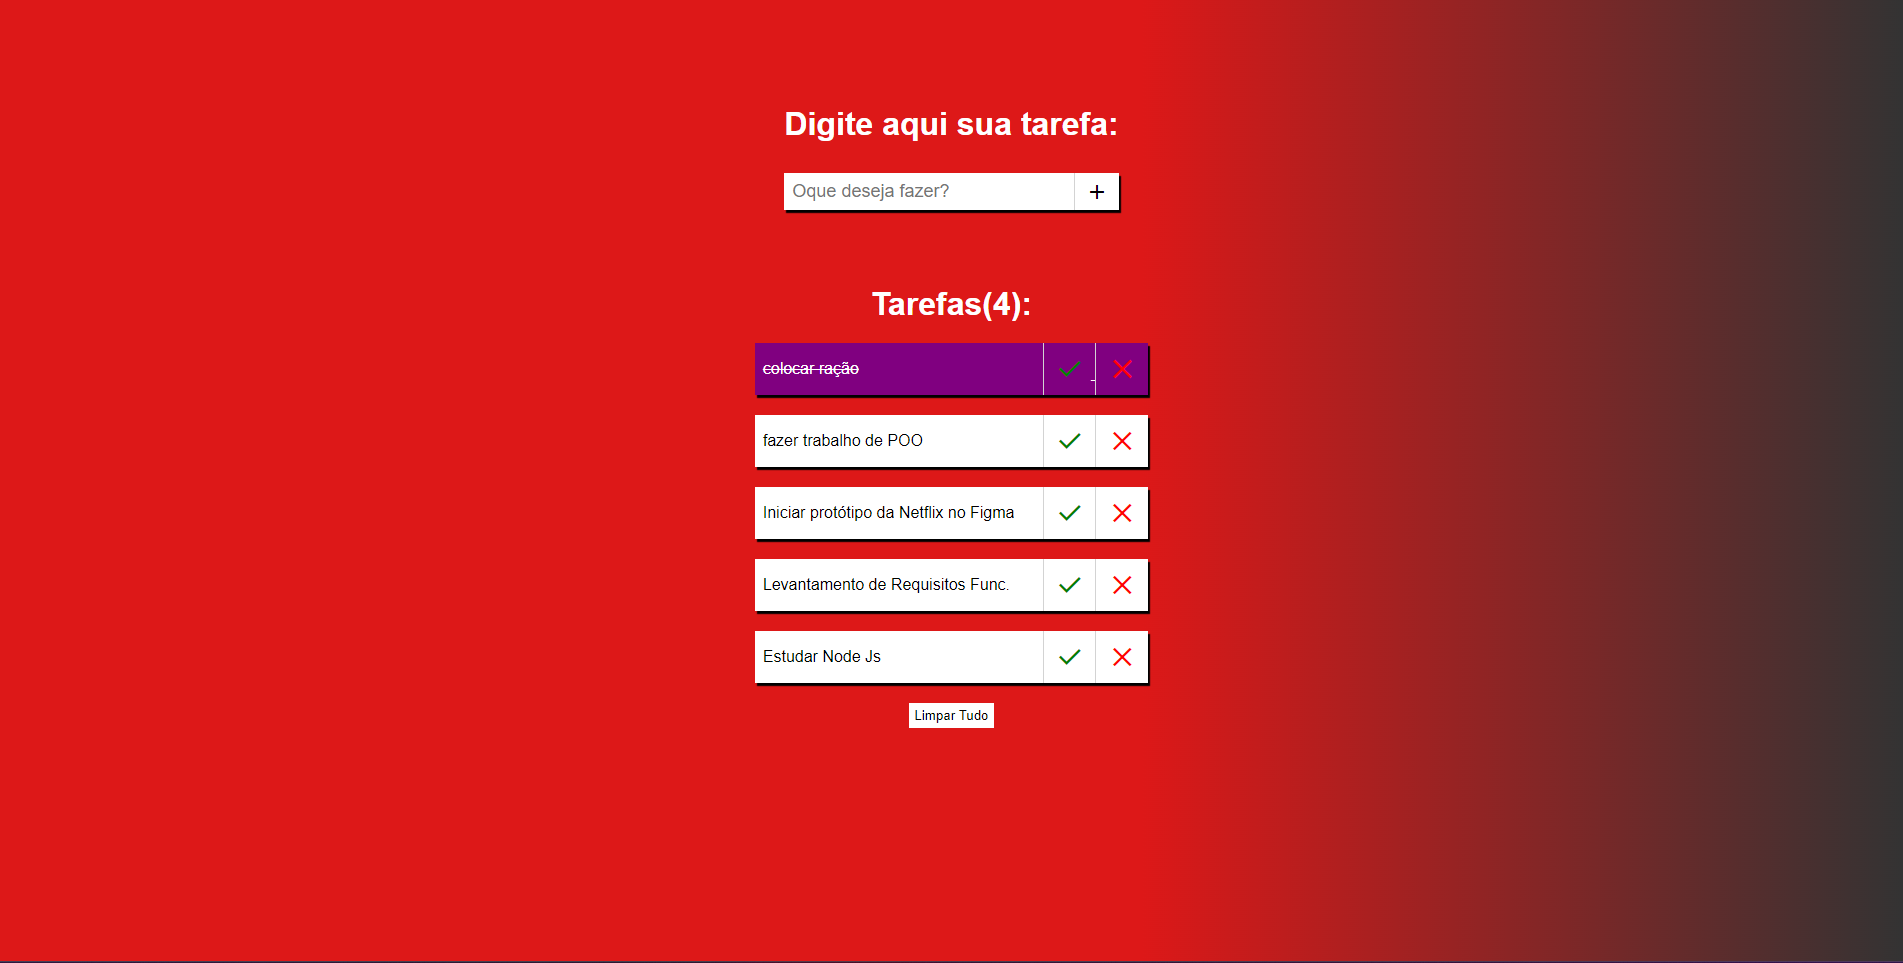 Digite aqui sua tarefa:
Oque deseja fazer?
Tarefas(4):
colocar ração
fazer trabalho de POO
Iniciar protótipo da Netflix no Figma
Levantamento de Requisitos Func.
Estudar Node Js
Limpar Tudo